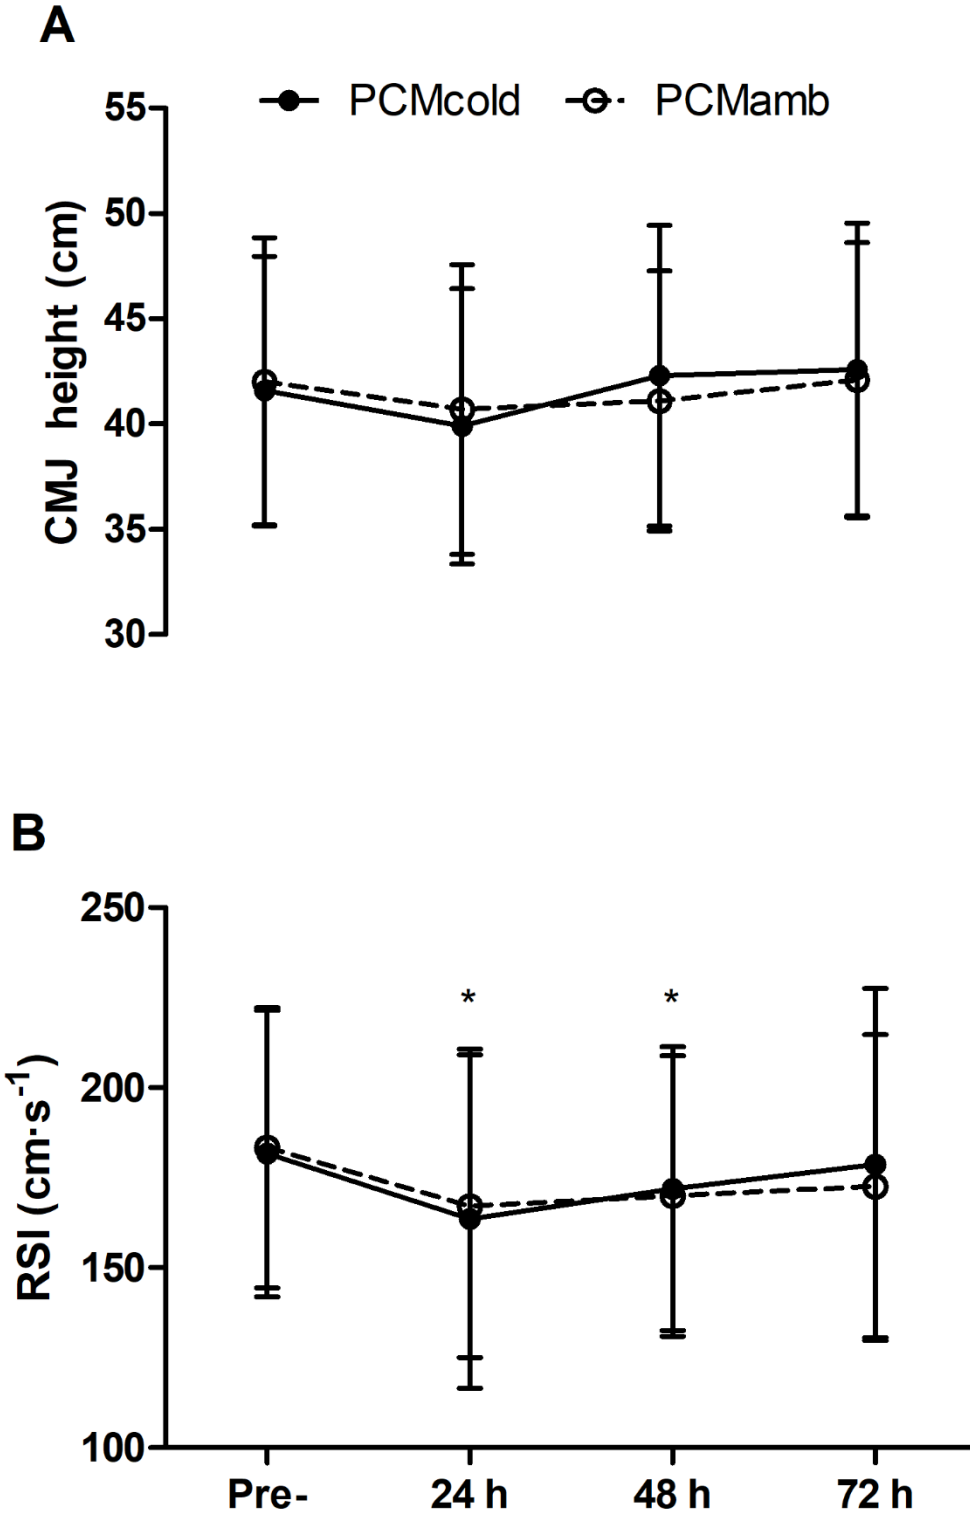 A
PCMcold PCMamb
55
50
45
40
35
30
CMJ height (cm)
B
250
200
150
100
RSI (cm·s⁻¹)
* *
Pre- 24 h 48 h 72 h